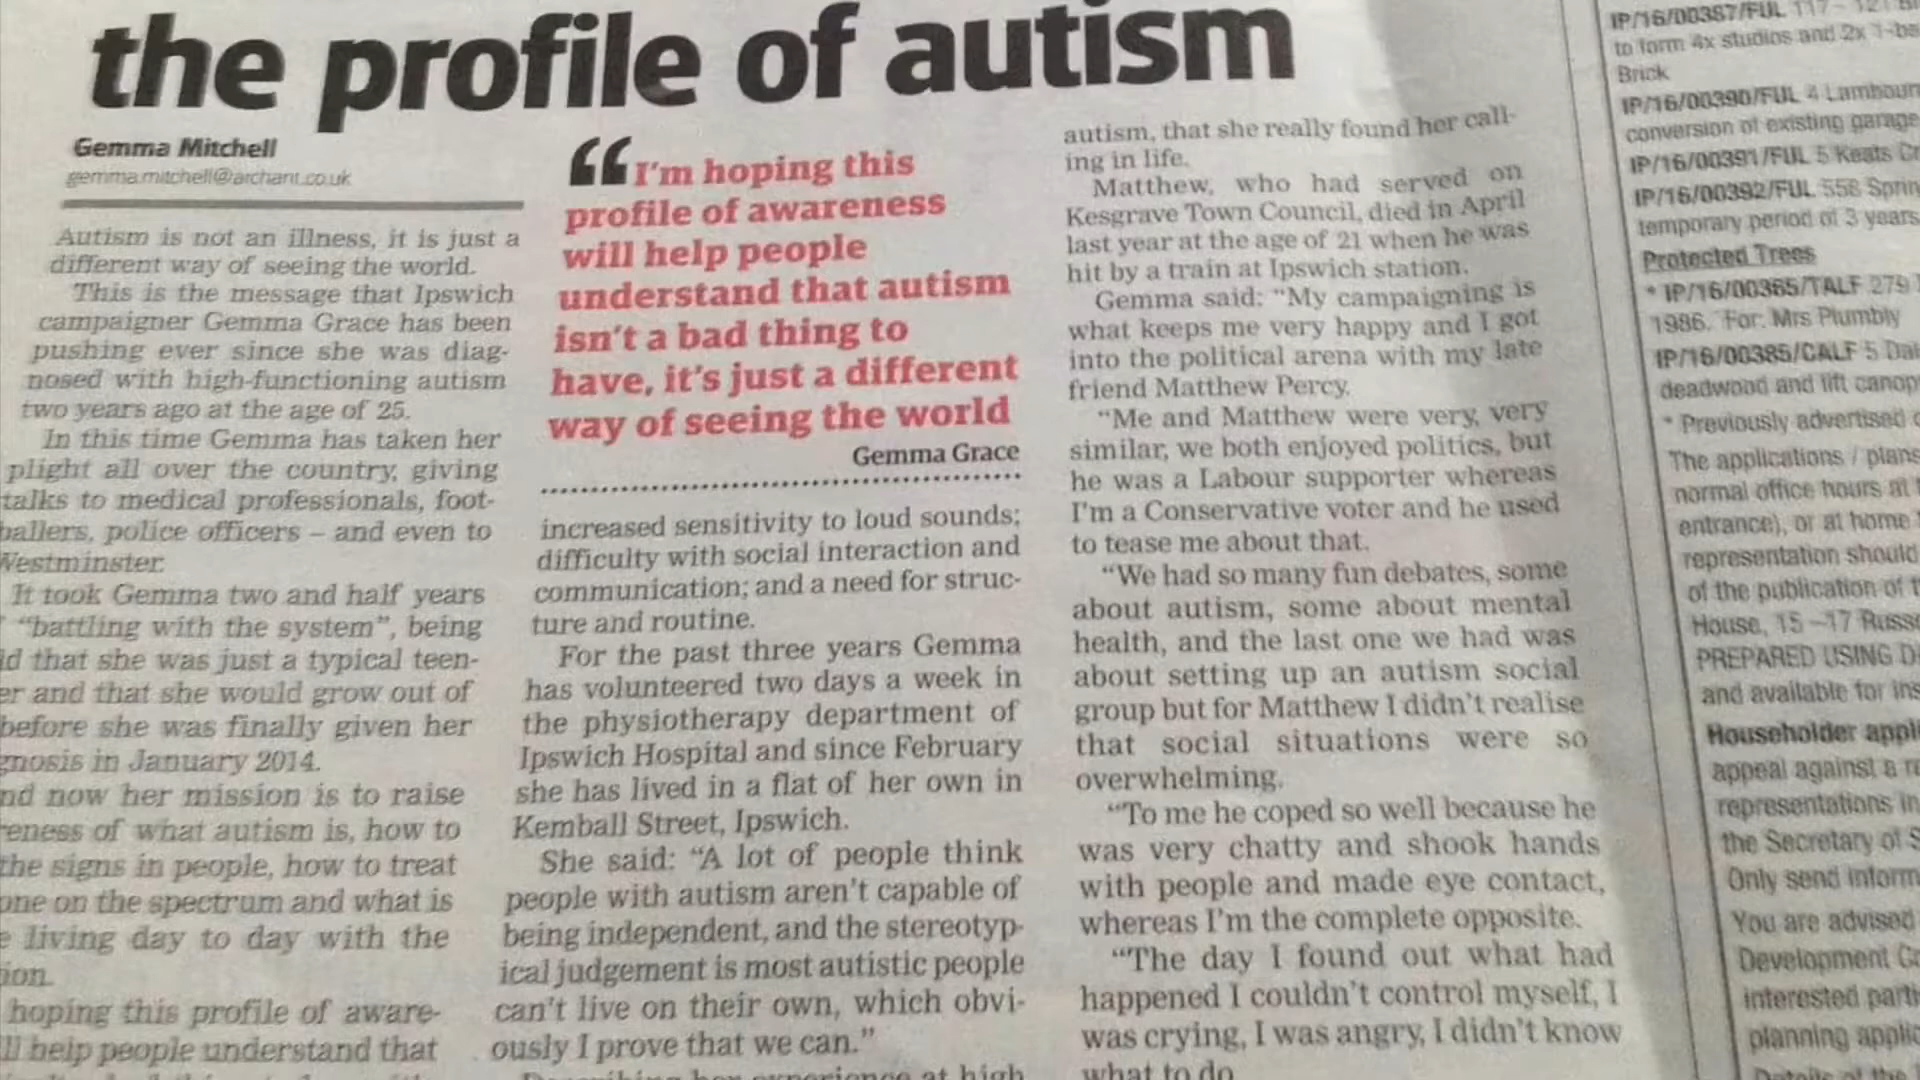 the profile of autism
Gemma Mitchell
gemma.mitchell@archant.co.uk
Autism is not an illness, it is just a
different way of seeing the world.
This is the message that Ipswich
campaigner Gemma Grace has been
pushing ever since she was diag-
nosed with high-functioning autism
two years ago at the age of 25.
In this time Gemma has taken her
plight all over the country, giving
talks to medical professionals, foot-
ballers, police officers – and even to
Westminster.
It took Gemma two and half years
"battling with the system", being
that she was just a typical teen-
and that she would grow out of
before she was finally given her
in January 2014.
now her mission is to raise
of what autism is, how to
the signs in people, how to treat
on the spectrum and what is
living day to day with the
hoping this profile of aware-
help people understand that
“I'm hoping this
profile of awareness
will help people
understand that autism
isn't a bad thing to
have, it's just a different
way of seeing the world
Gemma Grace
increased sensitivity to loud sounds;
difficulty with social interaction and
communication; and a need for struc-
ture and routine.
For the past three years Gemma
has volunteered two days a week in
the physiotherapy department of
Ipswich Hospital and since February
she has lived in a flat of her own in
Kemball Street, Ipswich.
She said: “A lot of people think
people with autism aren't capable of
being independent, and the stereotyp-
ical judgement is most autistic people
can't live on their own, which obvi-
ously I prove that we can.”
Describing her experience at high
autism, that she really found her call-
ing in life.
Matthew, who had served on
Kesgrave Town Council, died in April
last year at the age of 21 when he was
hit by a train at Ipswich station.
Gemma said: “My campaigning is
what keeps me very happy and I got
into the political arena with my late
friend Matthew Percy.
“Me and Matthew were very, very
similar, we both enjoyed politics, but
he was a Labour supporter whereas
I'm a Conservative voter and he used
to tease me about that.
“We had so many fun debates, some
about autism, some about mental
health, and the last one we had was
about setting up an autism social
group but for Matthew I didn't realise
that social situations were so
overwhelming.
“To me he coped so well because he
was very chatty and shook hands
with people and made eye contact,
whereas I'm the complete opposite.
“The day I found out what had
happened I couldn't control myself, I
was crying, I was angry, I didn't know
what to do
IP/16/00387/FUL 117 - 121
to form 4x studios and 2x 1-
Brick
IP/16/00390/FUL 4
conversion of existing garage
IP/16/00391/FUL 5 Keats
IP/16/00392/FUL 558
temporary period of 3 years
Protected Trees
* IP/16/00365/TALF 279
1986. For: Mrs Plumbly
IP/16/00385/CALF 5
deadwood and lift
* Previously advertised
The applications / plans
normal office hours at
entrance), or at home
representation should
of the publication of
House, 15 –17
PREPARED USING
and available for
Householder
appeal against a
representations in
the Secretary of
Only send
You are advised
Development
interested
planning
Details of the